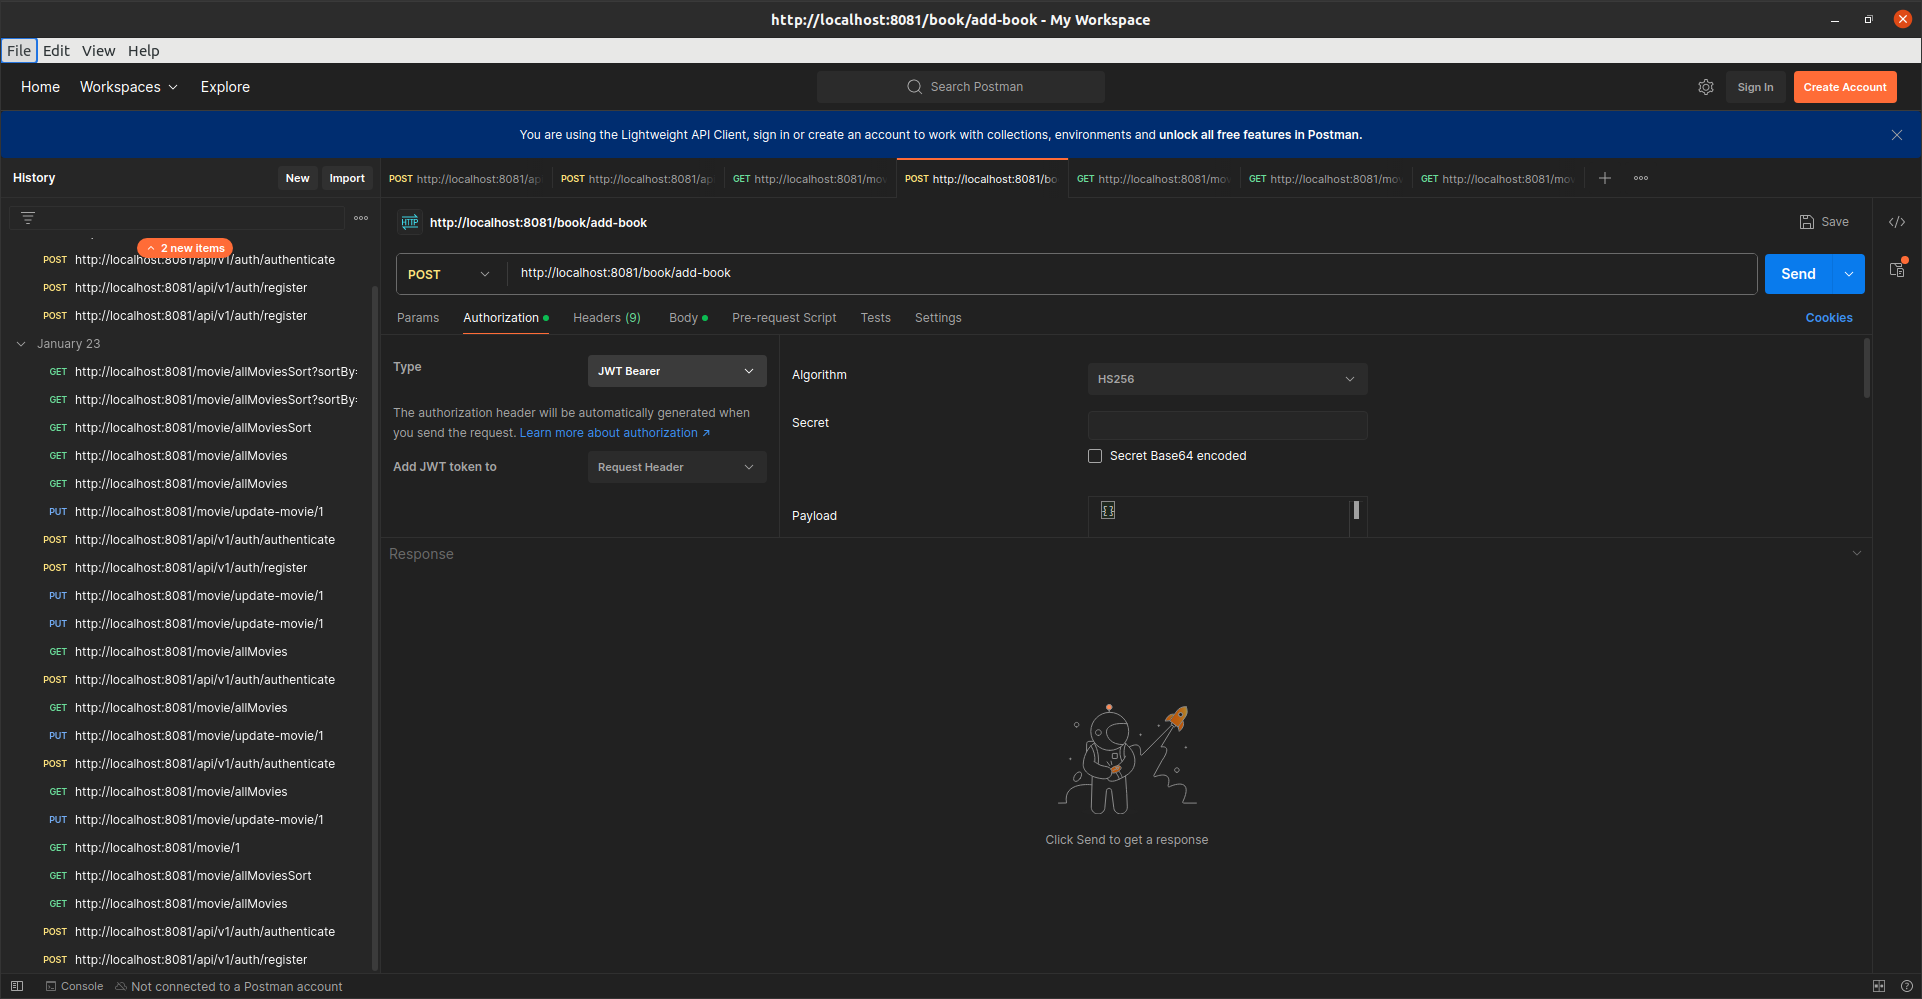 http://localhost:8081/book/add-book - My Workspace
File Edit View Help
Home Workspaces Explore
Search Postman
Sign In
Create Account
You are using the Lightweight API Client, sign in or create an account to work with collections, environments and unlock all free features in Postman.
History
New
Import
POST http://localhost:8081/ap
POST http://localhost:8081/ap
GET http://localhost:8081/mov
POST http://localhost:8081/bo
GET http://localhost:8081/mov
GET http://localhost:8081/mo
GET http://localhost:8081/mov
2 new items
POST http://localhost:8081/api/v1/auth/authenticate
POST http://localhost:8081/api/v1/auth/register
POST http://localhost:8081/api/v1/auth/register
January 23
GET http://localhost:8081/movie/allMoviesSort?sortBy:
GET http://localhost:8081/movie/allMoviesSort?sortBy:
GET http://localhost:8081/movie/allMoviesSort
GET http://localhost:8081/movie/allMovies
GET http://localhost:8081/movie/allMovies
PUT http://localhost:8081/movie/update-movie/1
POST http://localhost:8081/api/v1/auth/authenticate
POST http://localhost:8081/api/v1/auth/register
PUT http://localhost:8081/movie/update-movie/1
PUT http://localhost:8081/movie/update-movie/1
GET http://localhost:8081/movie/allMovies
POST http://localhost:8081/api/v1/auth/authenticate
GET http://localhost:8081/movie/allMovies
PUT http://localhost:8081/movie/update-movie/1
POST http://localhost:8081/api/v1/auth/authenticate
GET http://localhost:8081/movie/allMovies
PUT http://localhost:8081/movie/update-movie/1
GET http://localhost:8081/movie/1
GET http://localhost:8081/movie/allMoviesSort
GET http://localhost:8081/movie/allMovies
POST http://localhost:8081/api/v1/auth/authenticate
POST http://localhost:8081/api/v1/auth/register
HTTP http://localhost:8081/book/add-book
Save
</>
POST http://localhost:8081/book/add-book
Send
Params Authorization Headers (9) Body Pre-request Script Tests Settings
Cookies
Type JWT Bearer
The authorization header will be automatically generated when
you send the request. Learn more about authorization ↗
Add JWT token to Request Header
Algorithm HS256
Secret
Secret Base64 encoded
Payload {}
Response
Click Send to get a response
Console Not connected to a Postman account